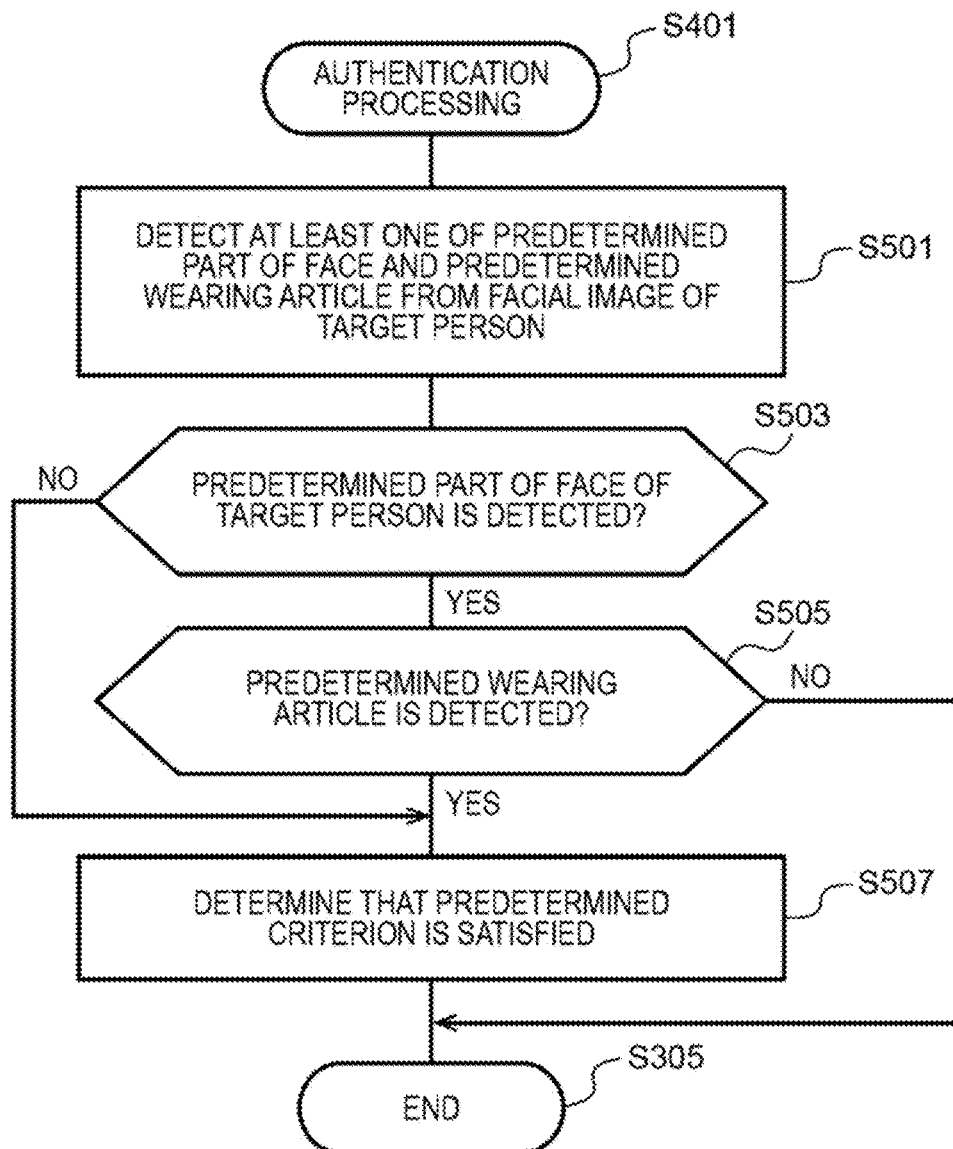 S401
AUTHENTICATION
PROCESSING
DETECT AT LEAST ONE OF PREDETERMINED
PART OF FACE AND PREDETERMINED
WEARING ARTICLE FROM FACIAL IMAGE OF
TARGET PERSON
S501
S503
NO
PREDETERMINED PART OF FACE OF
TARGET PERSON IS DETECTED?
YES
S505
PREDETERMINED WEARING
ARTICLE IS DETECTED?
NO
YES
S507
DETERMINE THAT PREDETERMINED
CRITERION IS SATISFIED
S305
END